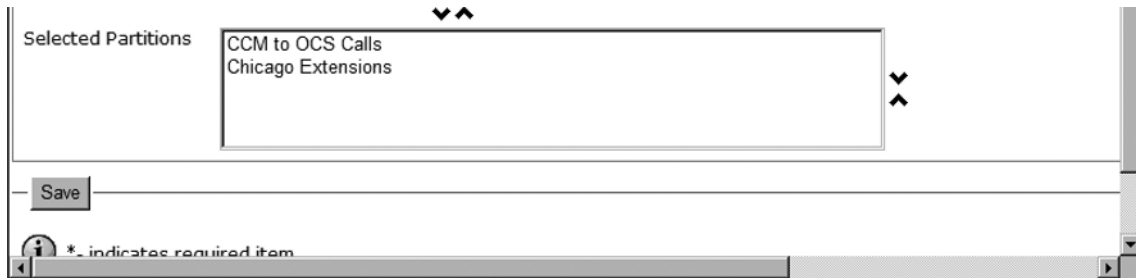 Selected Partitions
CCM to OCS Calls
Chicago Extensions
Save
*- indicates required item